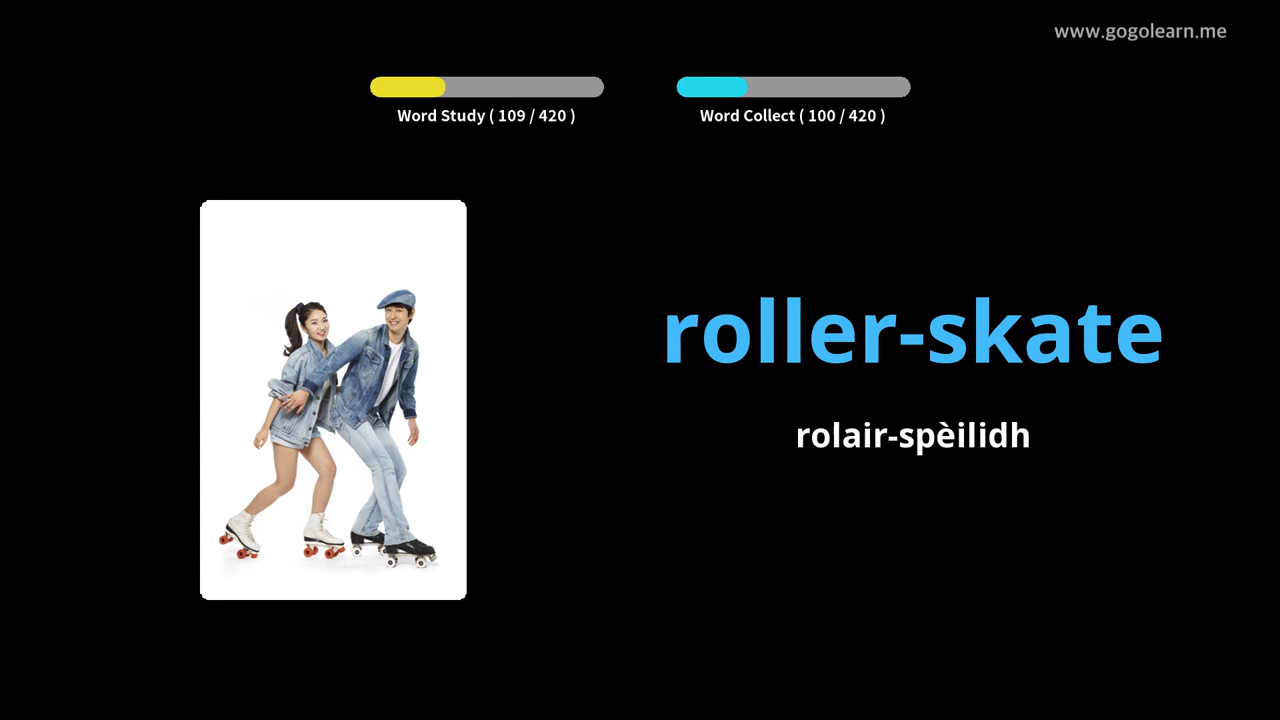 www.gogolearn.me
Word Study ( 109 / 420 )
Word Collect ( 100 / 420 )
roller-skate
rolair-spèilidh